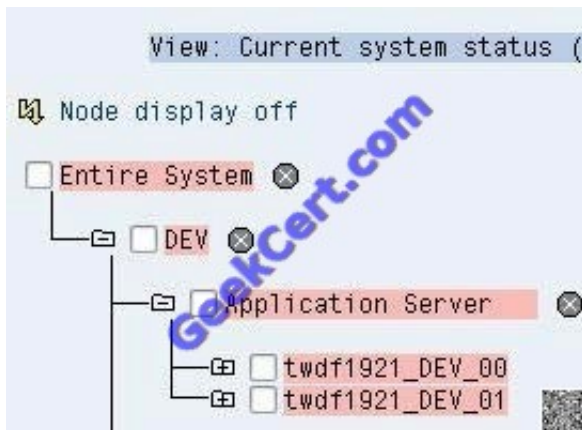 View: Current system status (
Node display off
Entire System
DEV
Application Server
twdf1921_DEV_00
twdf1921_DEV_01
GeekCert.com